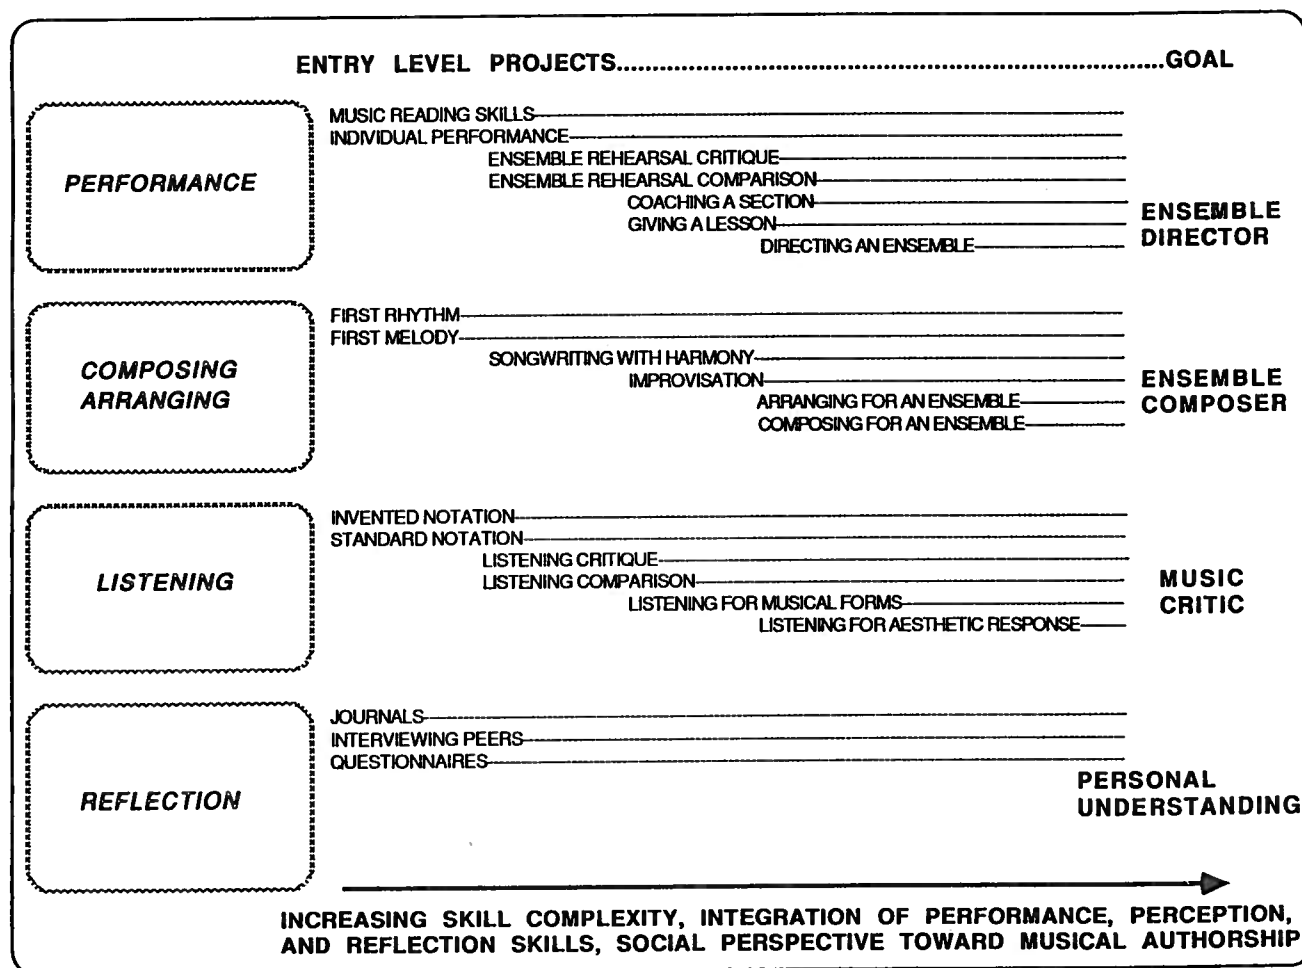 ENTRY LEVEL PROJECTS.............................................................................GOAL
PERFORMANCE
MUSIC READING SKILLS
INDIVIDUAL PERFORMANCE
ENSEMBLE REHEARSAL CRITIQUE
ENSEMBLE REHEARSAL COMPARISON
COACHING A SECTION
GIVING A LESSON
DIRECTING AN ENSEMBLE
ENSEMBLE
DIRECTOR
COMPOSING
ARRANGING
FIRST RHYTHM
FIRST MELODY
SONGWRITING WITH HARMONY
IMPROVISATION
ARRANGING FOR AN ENSEMBLE
COMPOSING FOR AN ENSEMBLE
ENSEMBLE
COMPOSER
LISTENING
INVENTED NOTATION
STANDARD NOTATION
LISTENING CRITIQUE
LISTENING COMPARISON
LISTENING FOR MUSICAL FORMS
LISTENING FOR AESTHETIC RESPONSE
MUSIC
CRITIC
REFLECTION
JOURNALS
INTERVIEWING PEERS
QUESTIONNAIRES
PERSONAL
UNDERSTANDING
INCREASING SKILL COMPLEXITY, INTEGRATION OF PERFORMANCE, PERCEPTION,
AND REFLECTION SKILLS, SOCIAL PERSPECTIVE TOWARD MUSICAL AUTHORSHIP